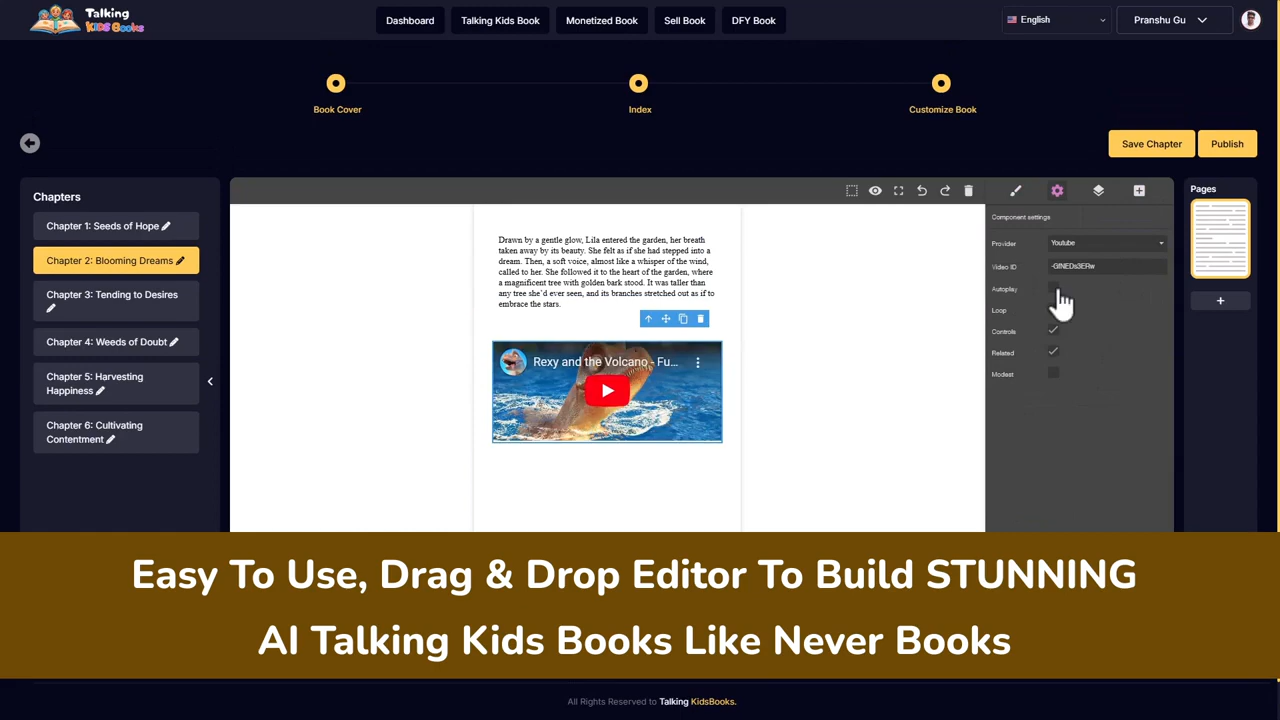 Talking
KIDS Books
Dashboard
Talking Kids Book
Monetized Book
Sell Book
DFY Book
English
Pranshu Gu
Book Cover
Index
Customize Book
Save Chapter
Publish
Chapters
Chapter 1: Seeds of Hope
Chapter 2: Blooming Dreams
Chapter 3: Tending to Desires
Chapter 4: Weeds of Doubt
Chapter 5: Harvesting
Happiness
Chapter 6: Cultivating
Contentment
Drawn by a gentle glow, Lila entered the garden, her breath
taken away by its beauty. She felt as if she had stepped into a
dream. Then, a soft voice, almost like a whisper of the wind,
called to her. She followed it to the heart of the garden, where
a magnificent tree with golden bark stood. It was taller than
any tree she'd ever seen, and its branches stretched out as if to
embrace the stars.
Rexy and the Volcano - Fu...
Component settings
Provider
Youtube
Video ID
-GfNEDs3ERw
Autoplay
Loop
Controls
Related
Modest
Pages
+
Easy To Use, Drag & Drop Editor To Build STUNNING
AI Talking Kids Books Like Never Books
All Rights Reserved to Talking KidsBooks.